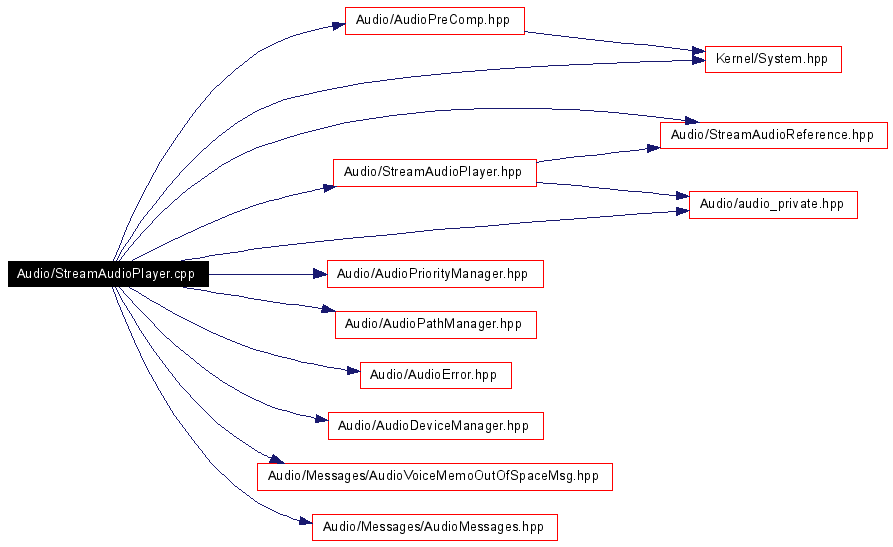 Audio/AudioPreComp.hpp
Kernel/System.hpp
Audio/StreamAudioReference.hpp
Audio/StreamAudioPlayer.hpp
Audio/audio_private.hpp
Audio/StreamAudioPlayer.cpp
Audio/AudioPriorityManager.hpp
Audio/AudioPathManager.hpp
Audio/AudioError.hpp
Audio/AudioDeviceManager.hpp
Audio/Messages/AudioVoiceMemoOutOfSpaceMsg.hpp
Audio/Messages/AudioMessages.hpp